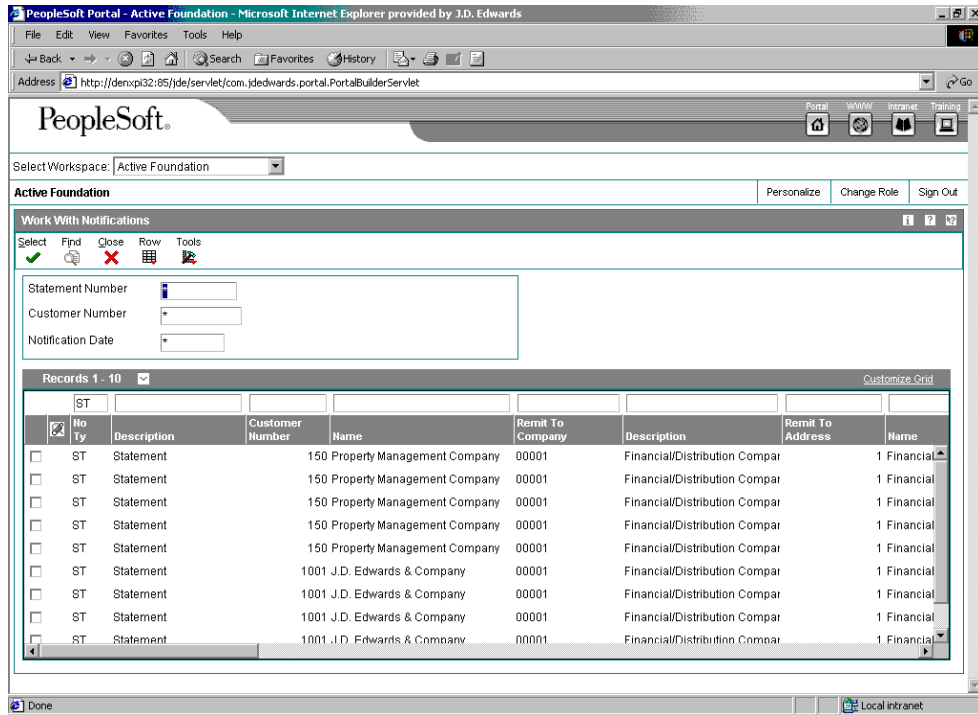 PeopleSoft Portal - Active Foundation - Microsoft Internet Explorer provided by J.D. Edwards
File Edit View Favorites Tools Help
Back Search Favorites History
Address http://denxpi32:85/jde/servlet/com.jdedwards.portal.PortalBuilderServlet Go
PeopleSoft. Portal WWW Intranet Training
Select Workspace: Active Foundation
Active Foundation Personalize Change Role Sign Out
Work With Notifications
Select Find Close Row Tools
Statement Number *
Customer Number *
Notification Date *
Records 1 - 10 Customize Grid
ST
No Ty Description Customer Number Name Remit To Company Description Remit To Address Name
ST Statement 150 Property Management Company 00001 Financial/Distribution Compar 1 Financial
ST Statement 150 Property Management Company 00001 Financial/Distribution Compar 1 Financial
ST Statement 150 Property Management Company 00001 Financial/Distribution Compar 1 Financial
ST Statement 150 Property Management Company 00001 Financial/Distribution Compar 1 Financial
ST Statement 150 Property Management Company 00001 Financial/Distribution Compar 1 Financial
ST Statement 1001 J.D. Edwards & Company 00001 Financial/Distribution Compar 1 Financial
ST Statement 1001 J.D. Edwards & Company 00001 Financial/Distribution Compar 1 Financial
ST Statement 1001 J.D. Edwards & Company 00001 Financial/Distribution Compar 1 Financial
ST Statement 1001 J.D. Edwards & Company 00001 Financial/Distribution Compar 1 Financial
Done Local intranet